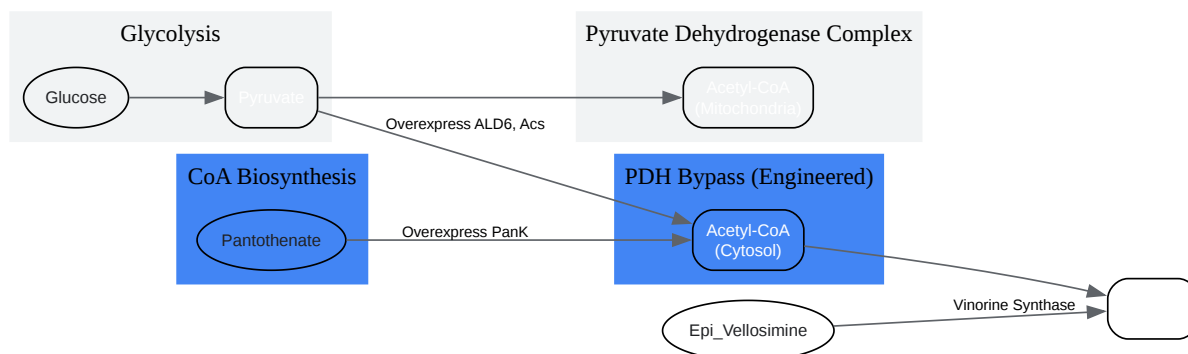 Glycolysis
Pyruvate Dehydrogenase Complex
Glucose
Pyruvate
Acetyl-CoA
(Mitochondria)
Overexpress ALD6, Acs
CoA Biosynthesis
PDH Bypass (Engineered)
Pantothenate
Overexpress PanK
Acetyl-CoA
(Cytosol)
Vinorine Synthase
Epi_Vellosimine